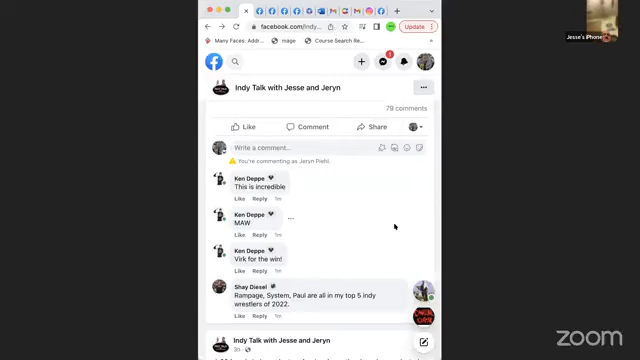 facebook.com/indy
Update
Many Faces: Addr...
nage
Course Search Re...
1
Indy Talk with Jesse and Jeryn
79 comments
Like
Comment
Share
Write a comment...
You're commenting as Jeryn Piehl.
Ken Deppe
This is incredible
Like Reply 1m
Ken Deppe
MAW
Like Reply 1m
Ken Deppe
Virk for the win!
Like Reply 1m
Shay Diesel
Rampage, System, Paul are all in my top 5 indy
wrestlers of 2022.
Like Reply 1m
Indy Talk with Jesse and Jeryn
Jesse's iPhone
zoom